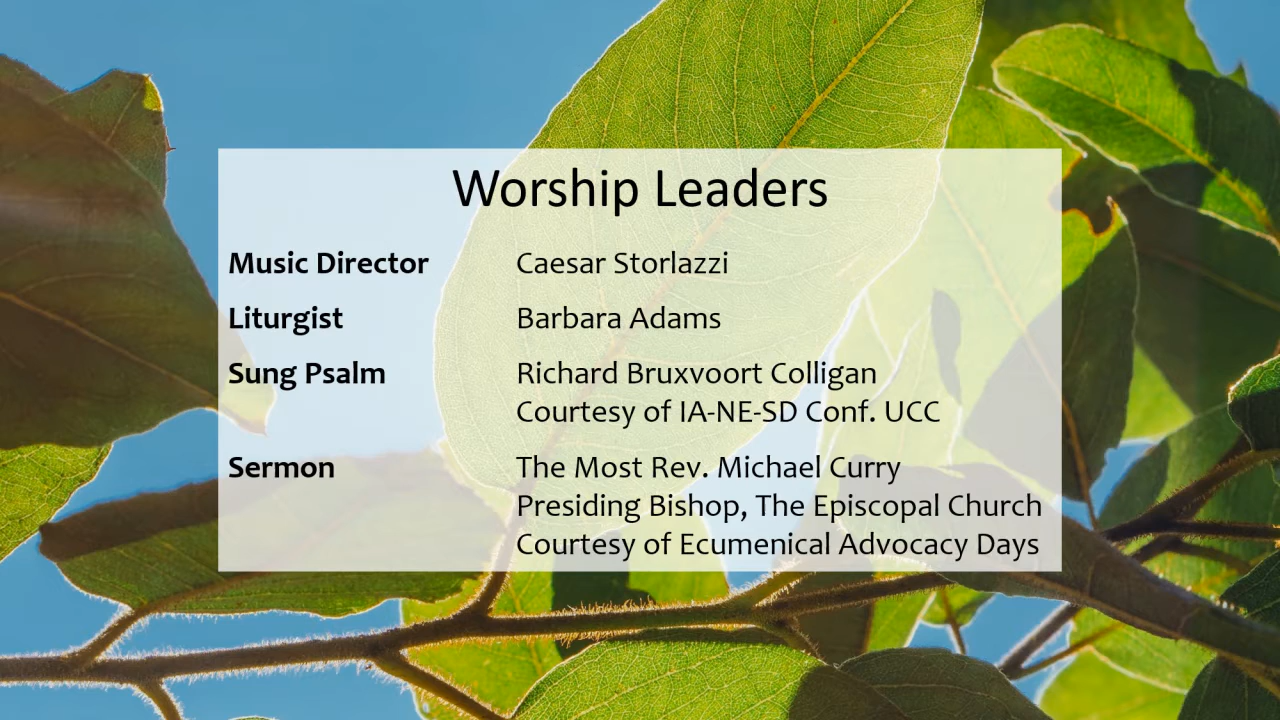 Worship Leaders
Music Director Caesar Storlazzi
Liturgist Barbara Adams
Sung Psalm Richard Bruxvoort Colligan
Courtesy of IA-NE-SD Conf. UCC
Sermon The Most Rev. Michael Curry
Presiding Bishop, The Episcopal Church
Courtesy of Ecumenical Advocacy Days